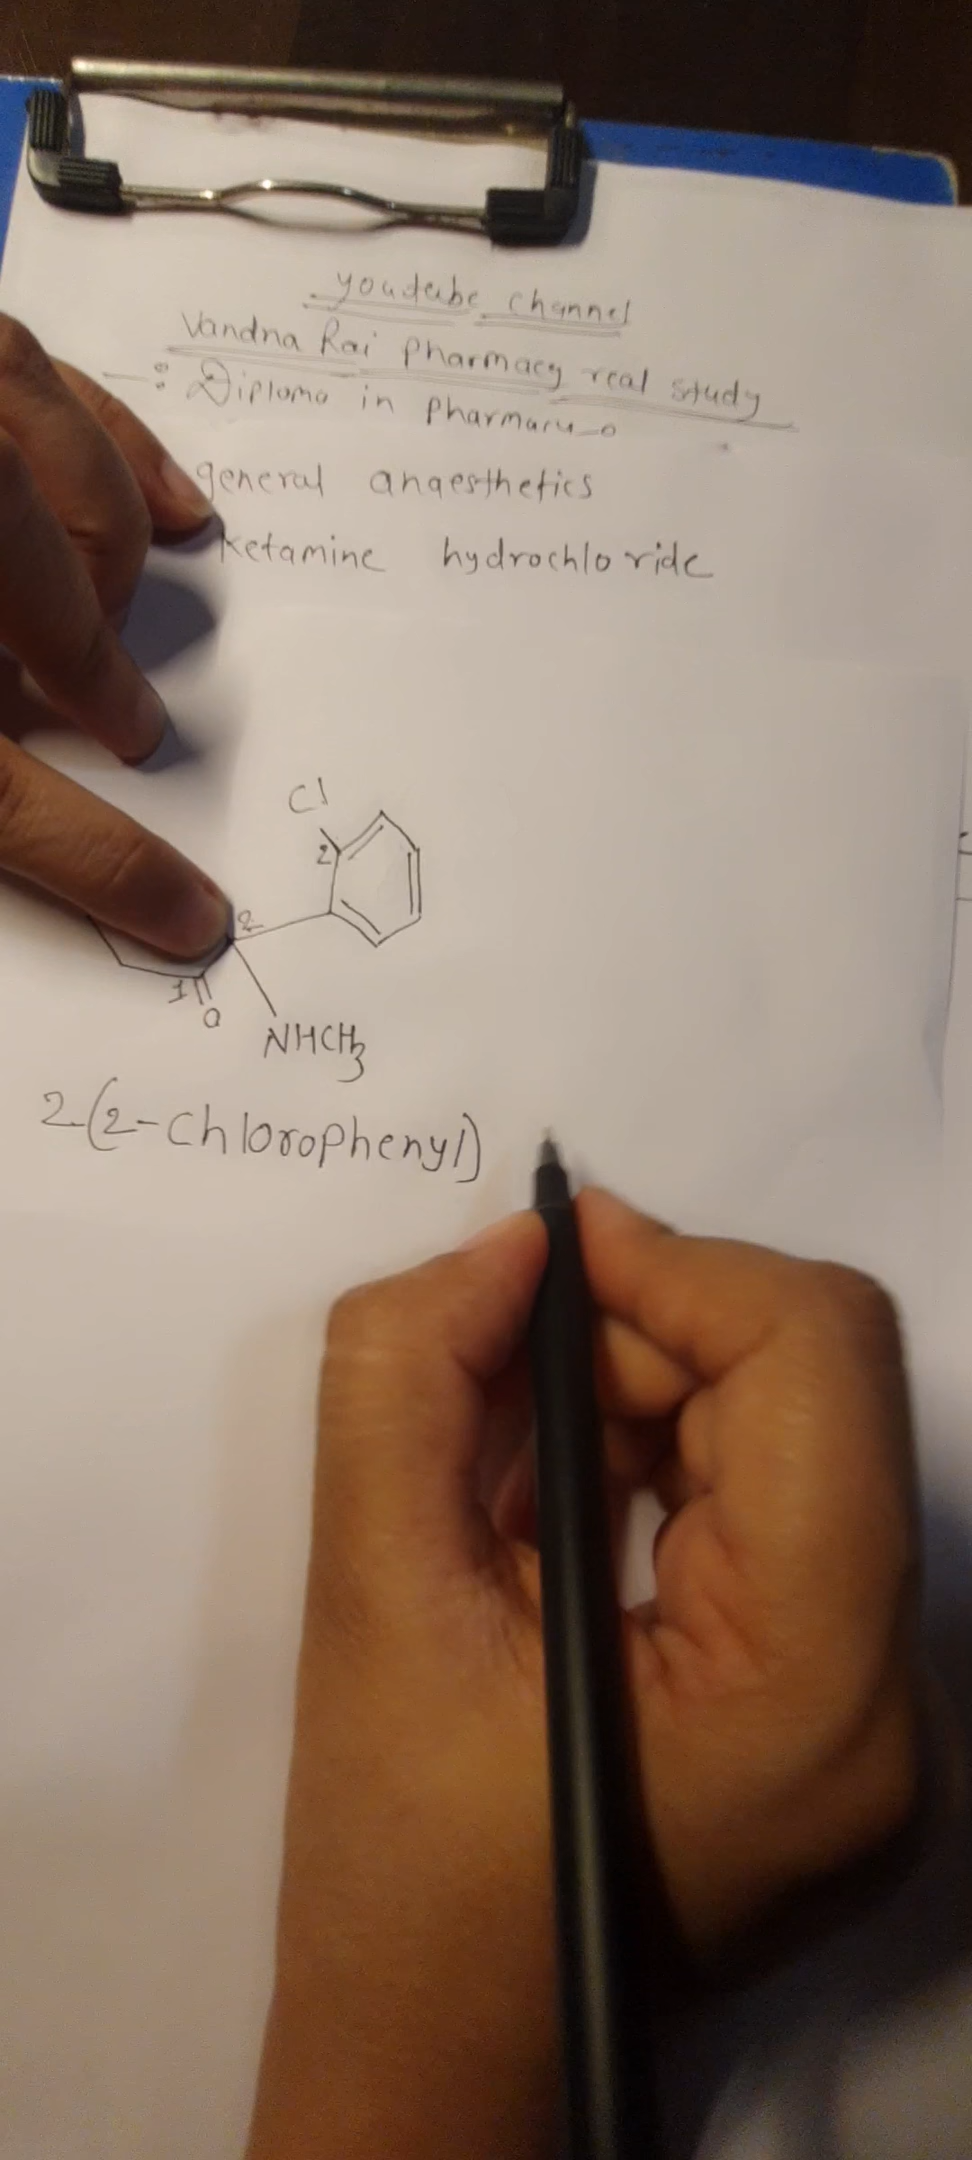 youtube channel
Vandna Rai pharmacy real study
-: Diploma in pharmacy -o
general anaesthetics
Ketamine hydrochloride
Cl
2
2
1
O
NHCH3
2-(2-chlorophenyl)